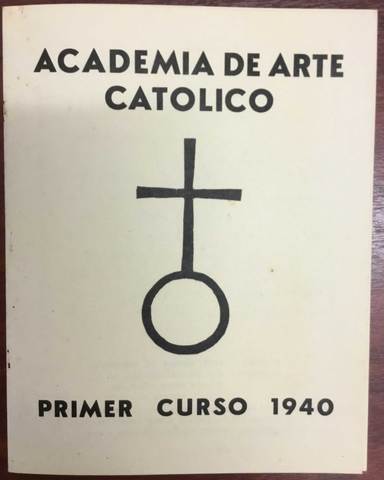 ACADEMIA DE ARTE
CATOLICO
PRIMER CURSO 1940